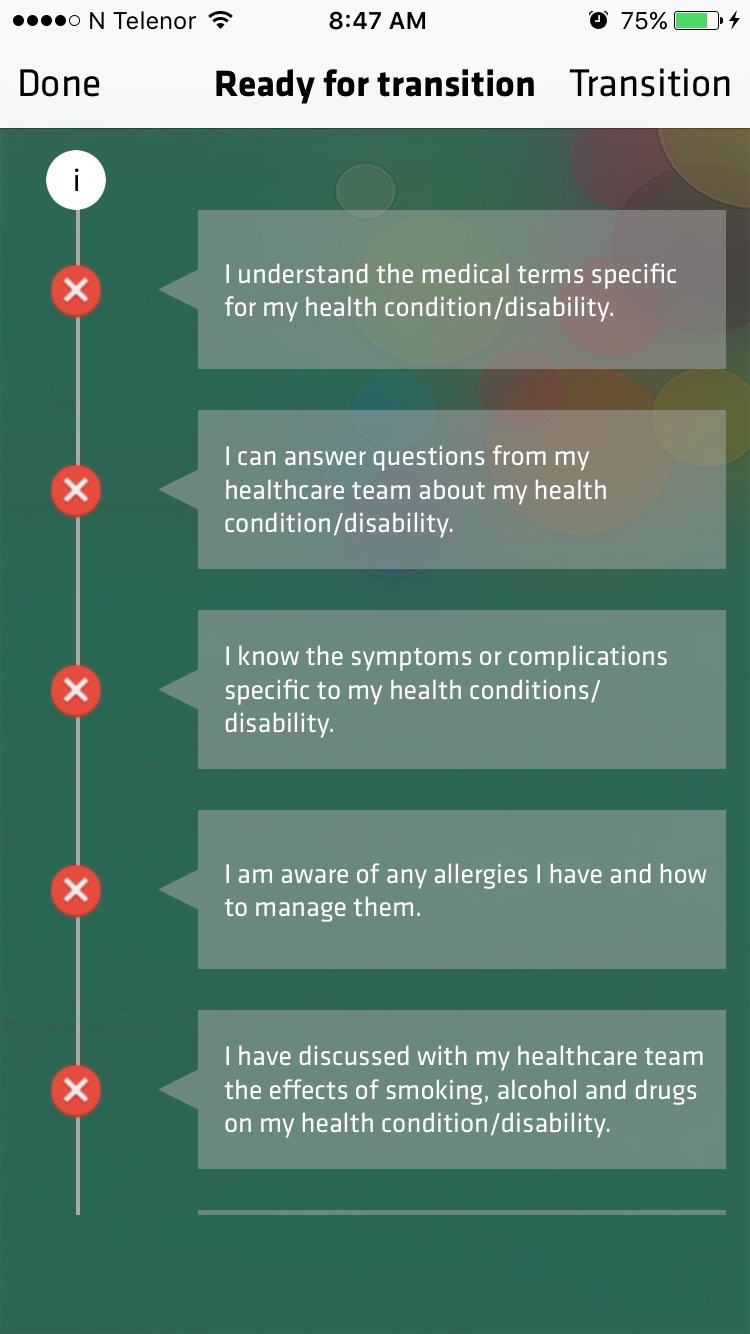 N Telenor 8:47 AM 75%
Done Ready for transition Transition
i
I understand the medical terms specific
for my health condition/disability.
I can answer questions from my
healthcare team about my health
condition/disability.
I know the symptoms or complications
specific to my health conditions/
disability.
I am aware of any allergies I have and how
to manage them.
I have discussed with my healthcare team
the effects of smoking, alcohol and drugs
on my health condition/disability.